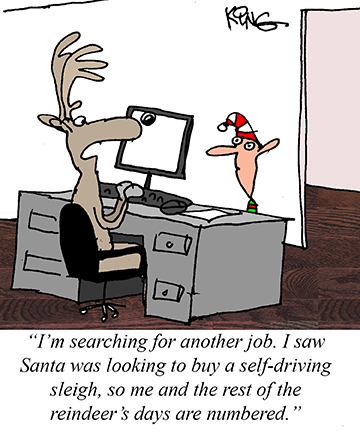 KING
“I’m searching for another job. I saw
Santa was looking to buy a self-driving
sleigh, so me and the rest of the
reindeer’s days are numbered.”